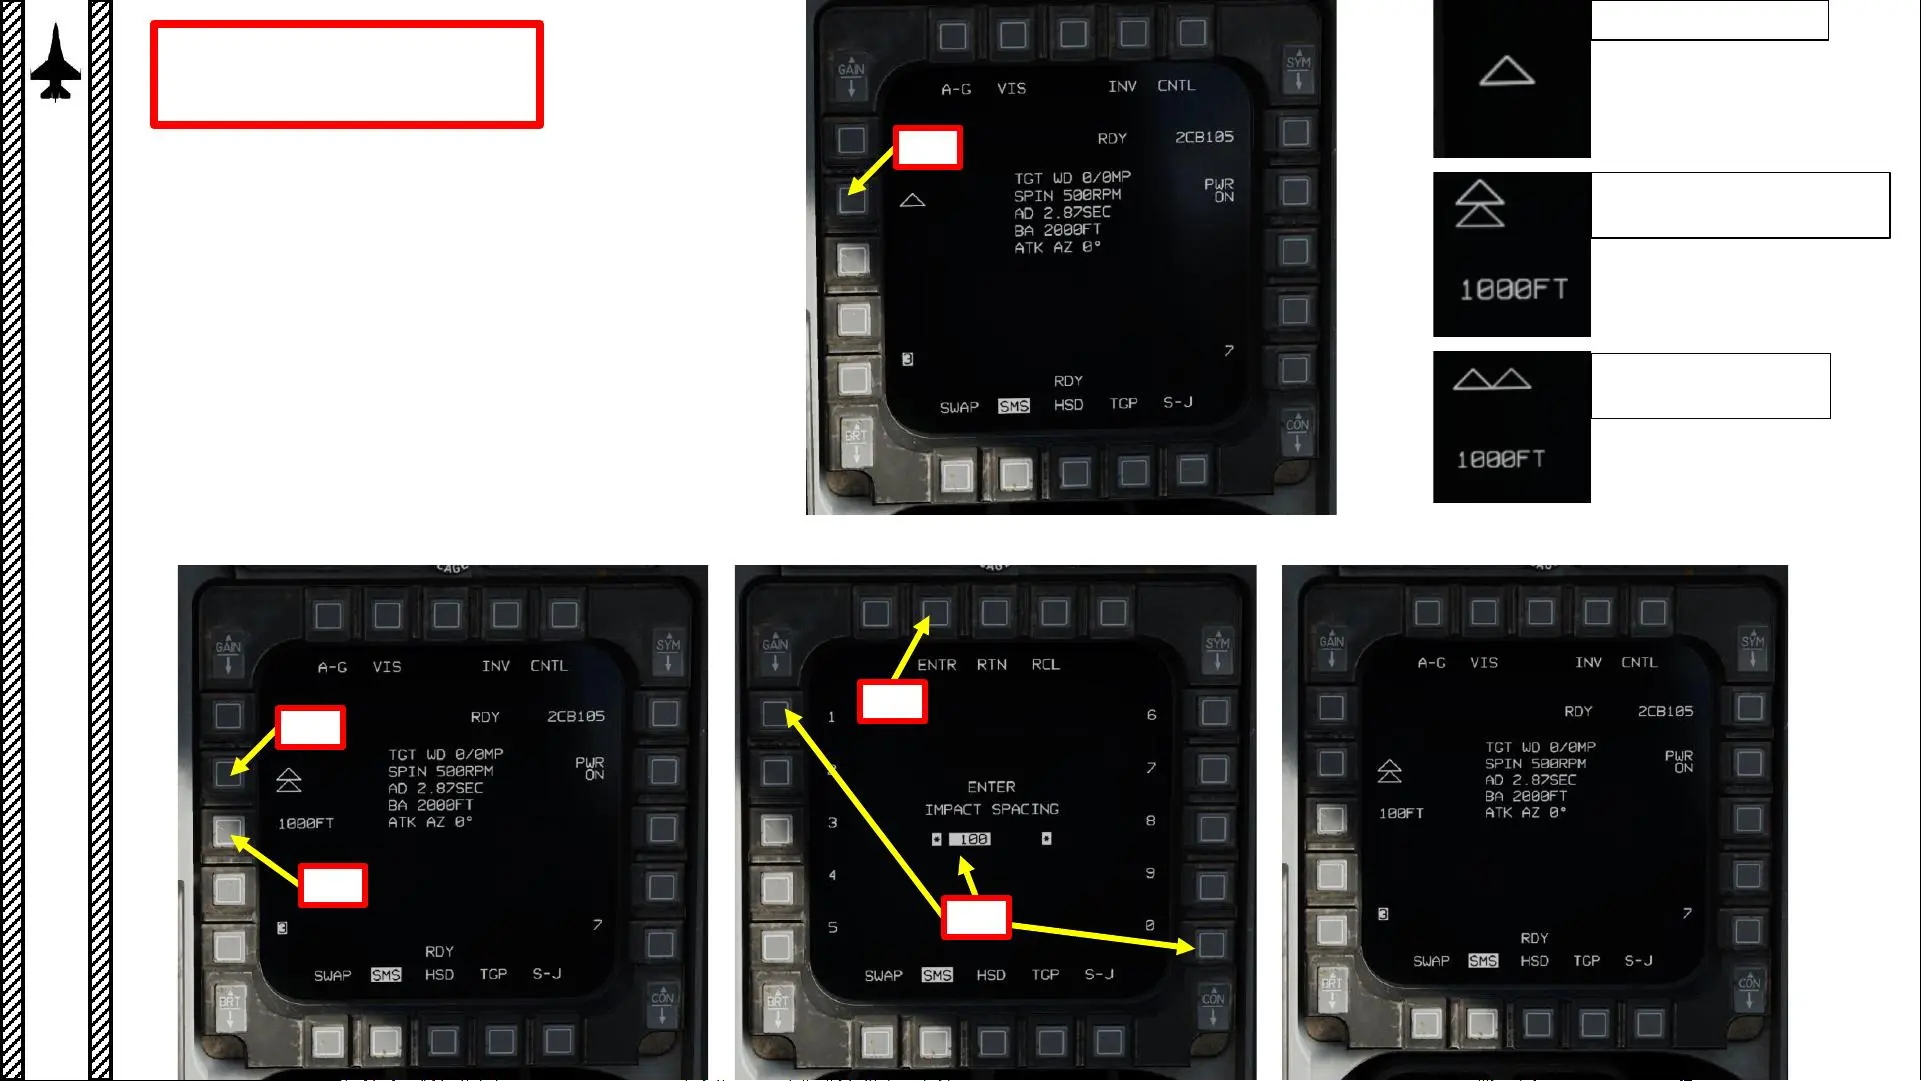 GAIN
SYM
A-G VIS INV CNTL
RDY 2CB105
TGT WD 0/0MP
SPIN 500RPM
AD 2.87SEC
BA 2000FT
ATK AZ 0°
PWR
ON
3 7
RDY
SWAP SMS HSD TGP S-J
BRT
CON
1000FT
1000FT
GAIN
SYM
A-G VIS INV CNTL
RDY 2CB105
TGT WD 0/0MP
SPIN 500RPM
AD 2.87SEC
BA 2000FT
ATK AZ 0°
PWR
ON
1000FT
3 7
RDY
SWAP SMS HSD TGP S-J
BRT
CON
GAIN
SYM
ENTR RTN RCL
1 6
2 7
ENTER
IMPACT SPACING
3 8
* 100 *
4 9
5 0
SWAP SMS HSD TGP S-J
BRT
CON
GAIN
SYM
A-G VIS INV CNTL
RDY 2CB105
TGT WD 0/0MP
SPIN 500RPM
AD 2.87SEC
BA 2000FT
ATK AZ 0°
PWR
ON
100FT
3 7
RDY
SWAP SMS HSD TGP S-J
BRT
CON